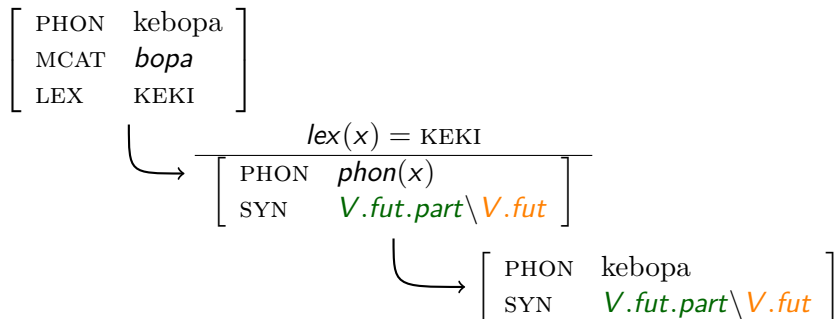 PHON kebopa
MCAT bopa
LEX KEKI
lex(x) = KEKI
PHON phon(x)
SYN V.fut.part\V.fut
PHON kebopa
SYN V.fut.part\V.fut